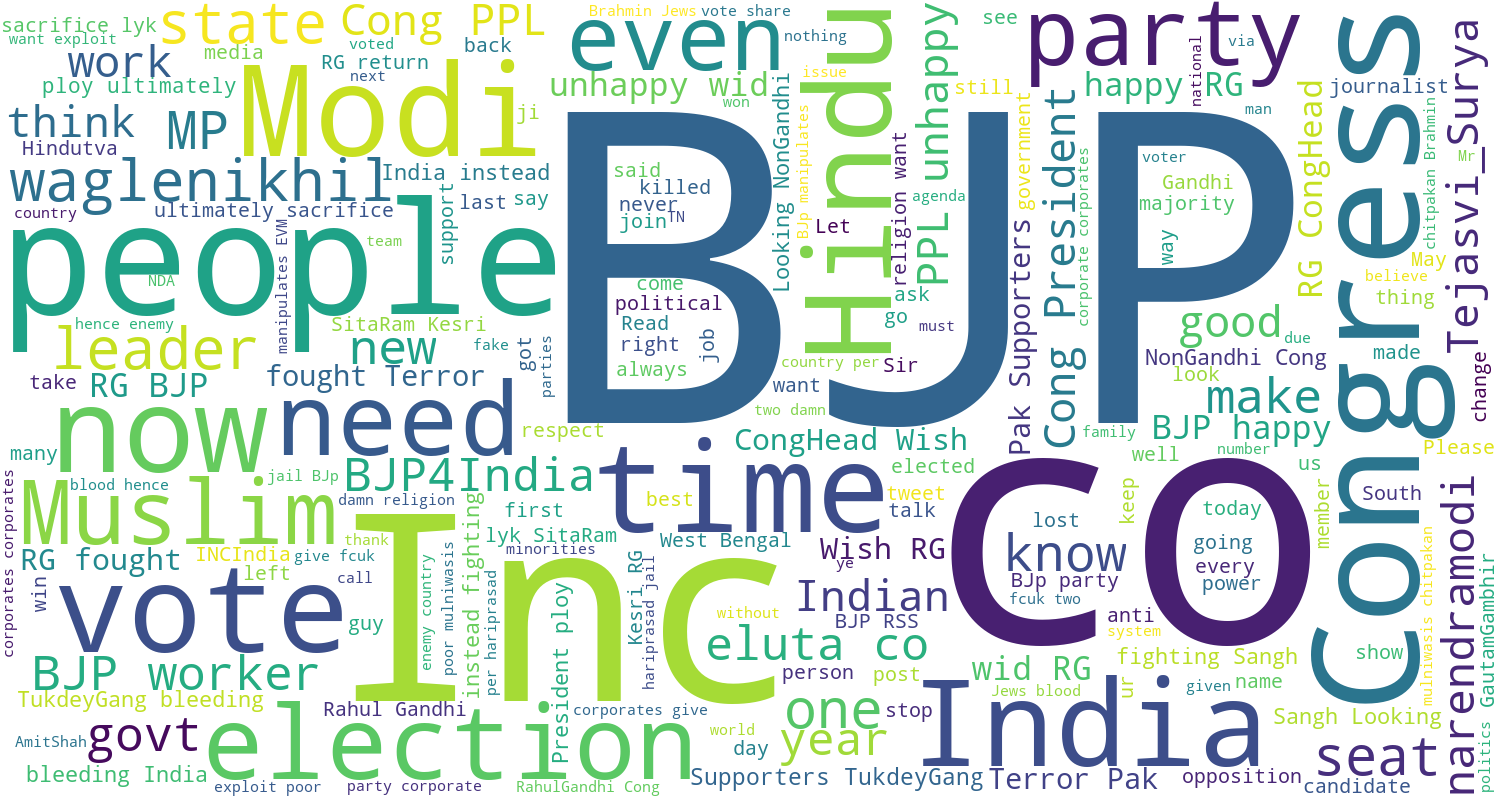 sacrifice lyk
want exploit
state
Cong PPL
Brahmin Jews
vote share
even
nothing
Hindu
PPL unhappy
see
party
via
Congress
Tejasvi_Surya
voted
back
work
media
RG return
next
ploy ultimately
Modi
ji
unhappy wid
issue
won
still
happy RG
national
man
journalist
think
MP
Hindutva
waglenikhil
India instead
BJP
said
killed
never
join
TN
Looking NonGandhi
BJp manipulates
Let
religion want
agenda
government
Cong President
corporate corporates
voter
Gandhi
majority
way
RG CongHead
chitpakan Brahmin
Mr
country
ultimately sacrifice
last
say
support
people
team
NDA
manipulates EVM
hence enemy
SitaRam Kesri
come
political
Read
right
job
always
ask
go
must
Pak Supporters
May
believe
thing
good
due
made
leader
new
fake
got
parties
country per
Sir
want
two damn
NonGandhi Cong
look
change
take
RG BJP
fought Terror
now
need
respect
time
CongHead Wish
family
BJP happy
make
many
jail BJp
BJP4India
damn religion
best
elected
tweet
talk
co
well
number
us
Please
corporates corporates
blood hence
Muslim
Inc
first
lyk SitaRam
West Bengal
Wish RG
lost
know
keep
today
going
every
power
member
South
narendramodi
RG fought
INCIndia
thank
give fcuk
left
call
win
vote
guy
enemy country
poor mulniwasis
instead fighting
minorities
per hariprasad
President ploy
Kesri RG
hariprasad jail
without
ye
Indian
BJP RSS
BJp party
fcuk two
anti
system
show
mulniwasis chitpakan
GautamGambhir
politics
BJP worker
eluta co
person
post
wid RG
Jews blood
fighting Sangh
ur
given
name
TukdeyGang bleeding
Rahul Gandhi
corporates give
one
stop
India
Sangh Looking
AmitShah
govt
election
world
day
year
seat
bleeding India
exploit poor
party corporate
RahulGandhi Cong
Supporters TukdeyGang
Terror Pak
opposition
candidate